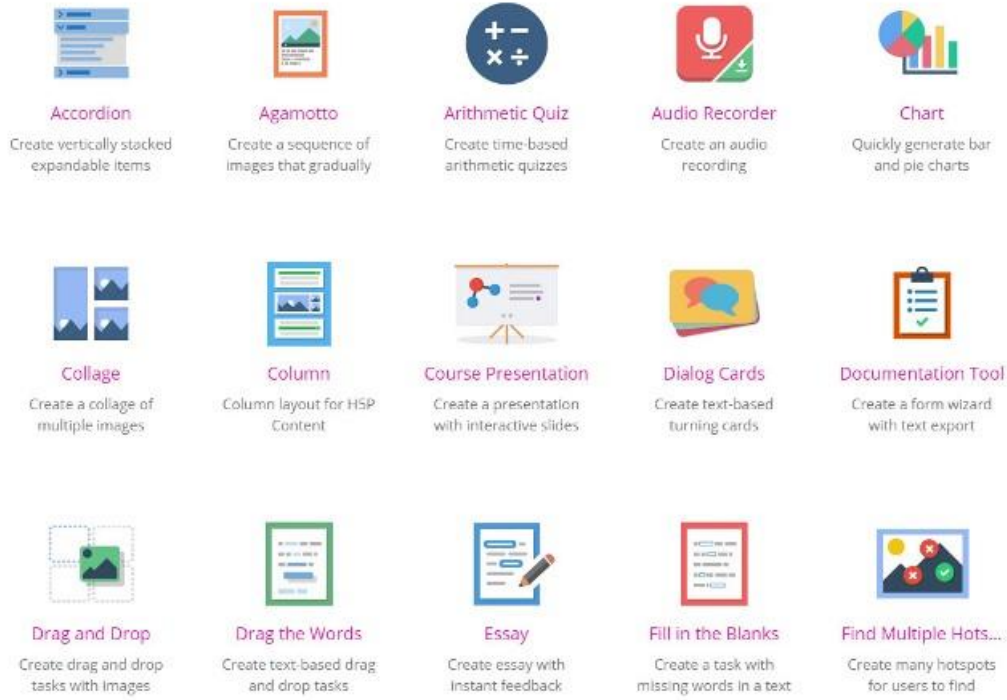 Accordion
Create vertically stacked
expandable items
Agamotto
Create a sequence of
images that gradually
Arithmetic Quiz
Create time-based
arithmetic quizzes
Audio Recorder
Create an audio
recording
Chart
Quickly generate bar
and pie charts
Collage
Create a collage of
multiple images
Column
Column layout for H5P
Content
Course Presentation
Create a presentation
with interactive slides
Dialog Cards
Create text-based
turning cards
Documentation Tool
Create a form wizard
with text export
Drag and Drop
Create drag and drop
tasks with images
Drag the Words
Create text-based drag
and drop tasks
Essay
Create essay with
instant feedback
Fill in the Blanks
Create a task with
missing words in a text
Find Multiple Hots...
Create many hotspots
for users to find